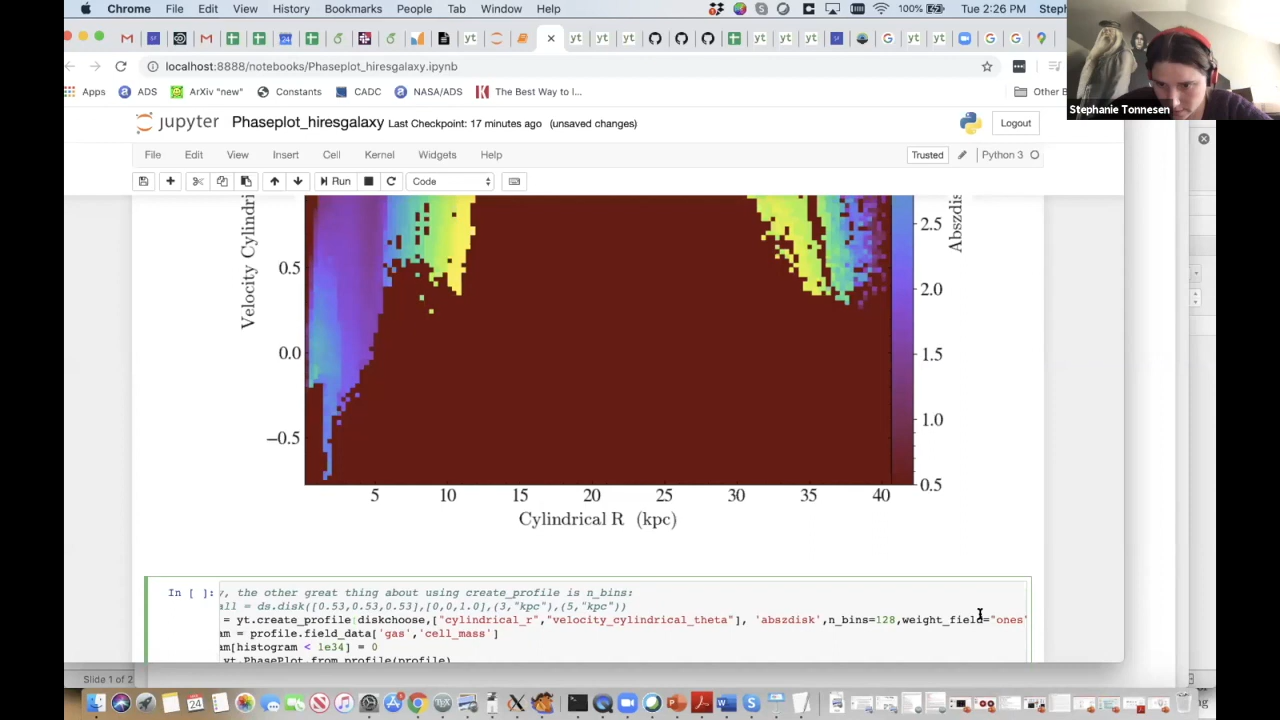 Chrome File Edit View History Bookmarks People Tab Window Help 100% Tue 2:26 PM Steph
localhost:8888/notebooks/Phaseplot_hiresgalaxy.ipynb
Apps ADS ArXiv "new" Constants CADC NASA/ADS The Best Way to I... Other B
Stephanie Tonnesen
jupyter Phaseplot_hiresgalax Last Checkpoint: 17 minutes ago (unsaved changes) Logout
File Edit View Insert Cell Kernel Widgets Help Trusted Python 3
Run Code
Velocity Cylindri
0.5
0.0
−0.5
5 10 15 20 25 30 35 40
Cylindrical R (kpc)
Abszdis
2.5
2.0
1.5
1.0
0.5
In [ ]:
y, the other great thing about using create_profile is n_bins:
all = ds.disk([0.53,0.53,0.53],[0,0,1.0],(3,"kpc"),(5,"kpc"))
= yt.create_profile(diskchoose,["cylindrical_r","velocity_cylindrical_theta"], 'abszdisk',n_bins=128,weight_field="ones"
am = profile.field_data['gas','cell_mass']
am[histogram < 1e34] = 0
yt.PhasePlot.from_profile(profile)
Slide 1 of 2